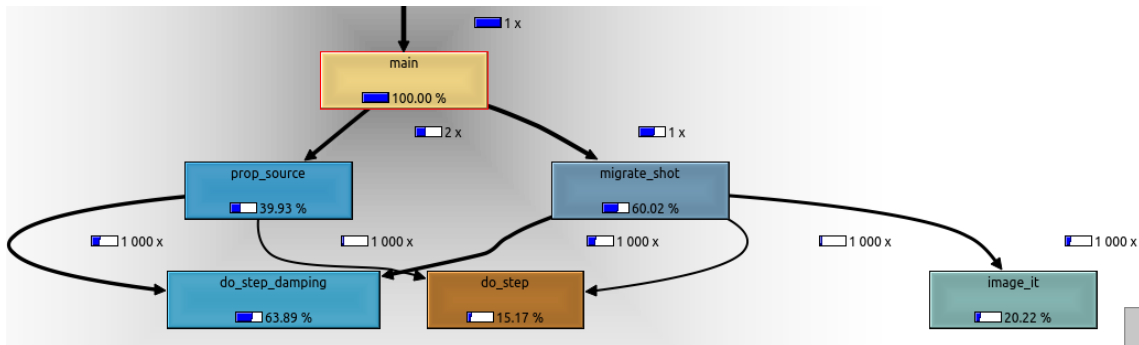 1 x
main
100.00 %
2 x
1 x
prop_source
39.93 %
migrate_shot
60.02 %
1 000 x
1 000 x
1 000 x
1 000 x
1 000 x
do_step_damping
63.89 %
do_step
15.17 %
image_it
20.22 %